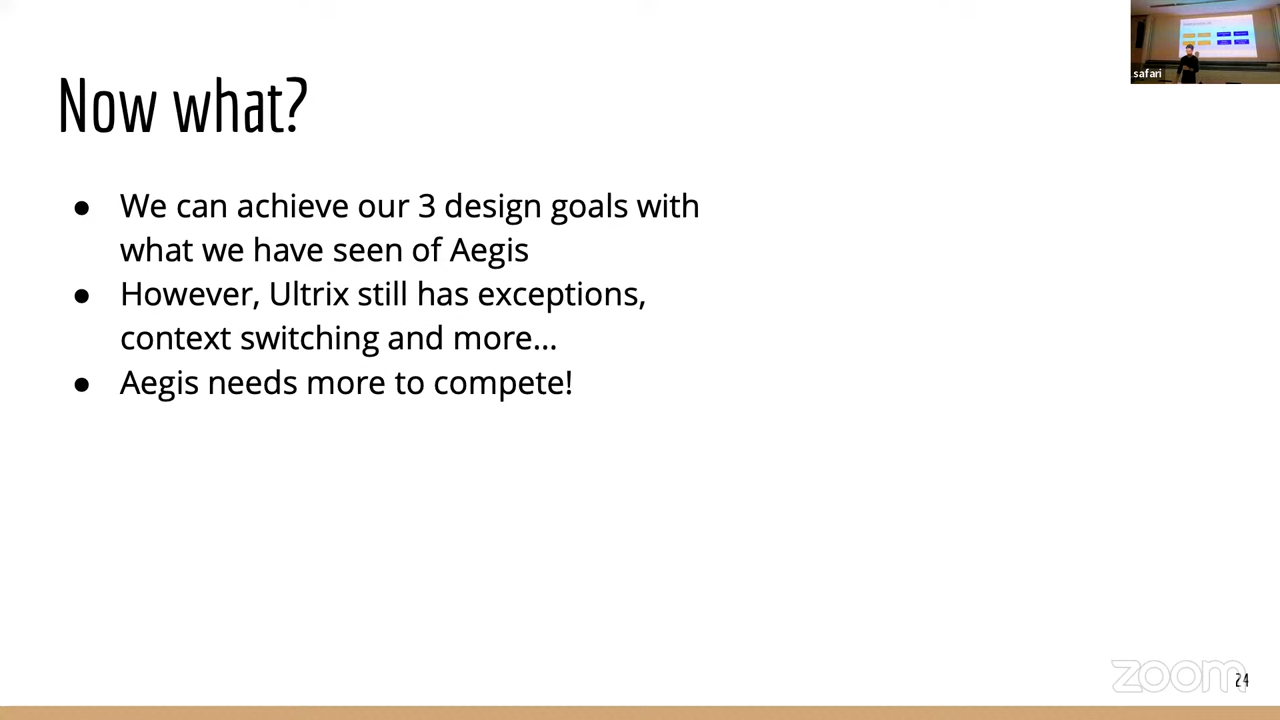 safari
Now what?
● We can achieve our 3 design goals with
what we have seen of Aegis
● However, Ultrix still has exceptions,
context switching and more...
● Aegis needs more to compete!
zoom
24